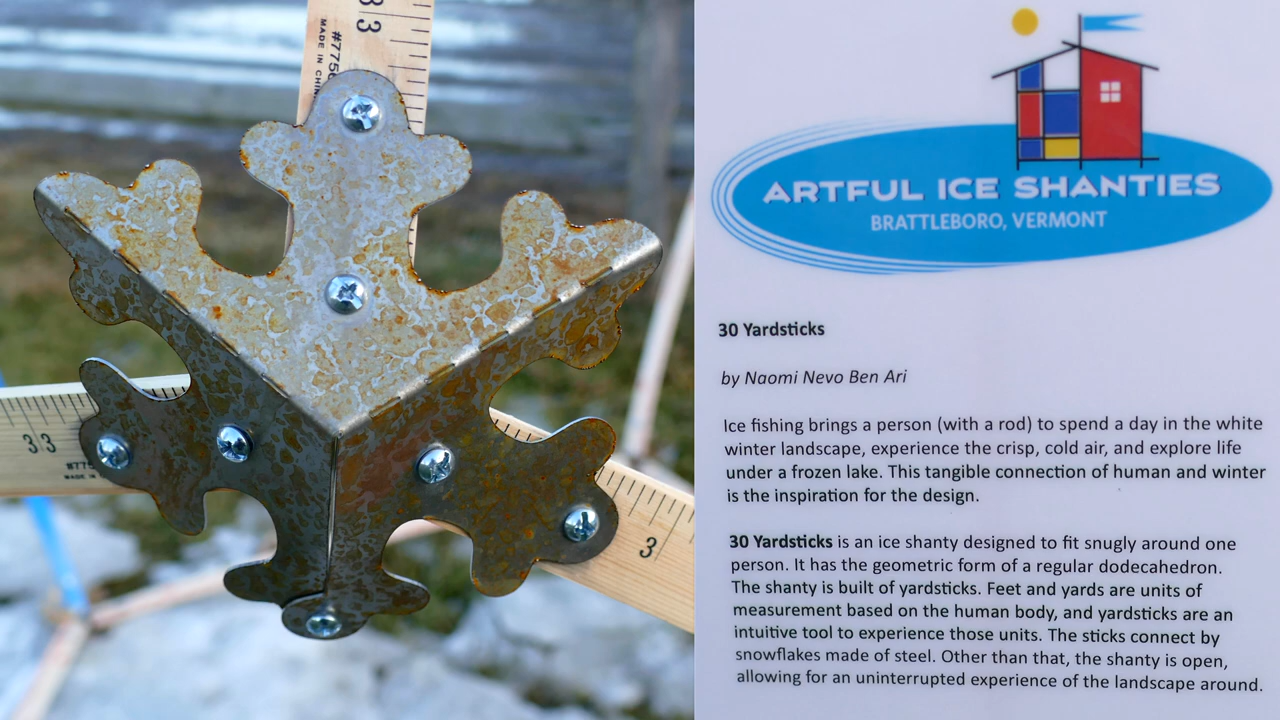 33
#775
MADE IN CHIN
33
#775
MADE IN
3
ARTFUL ICE SHANTIES
BRATTLEBORO, VERMONT
30 Yardsticks
by Naomi Nevo Ben Ari
Ice fishing brings a person (with a rod) to spend a day in the white
winter landscape, experience the crisp, cold air, and explore life
under a frozen lake. This tangible connection of human and winter
is the inspiration for the design.
30 Yardsticks is an ice shanty designed to fit snugly around one
person. It has the geometric form of a regular dodecahedron.
The shanty is built of yardsticks. Feet and yards are units of
measurement based on the human body, and yardsticks are an
intuitive tool to experience those units. The sticks connect by
snowflakes made of steel. Other than that, the shanty is open,
allowing for an uninterrupted experience of the landscape around.